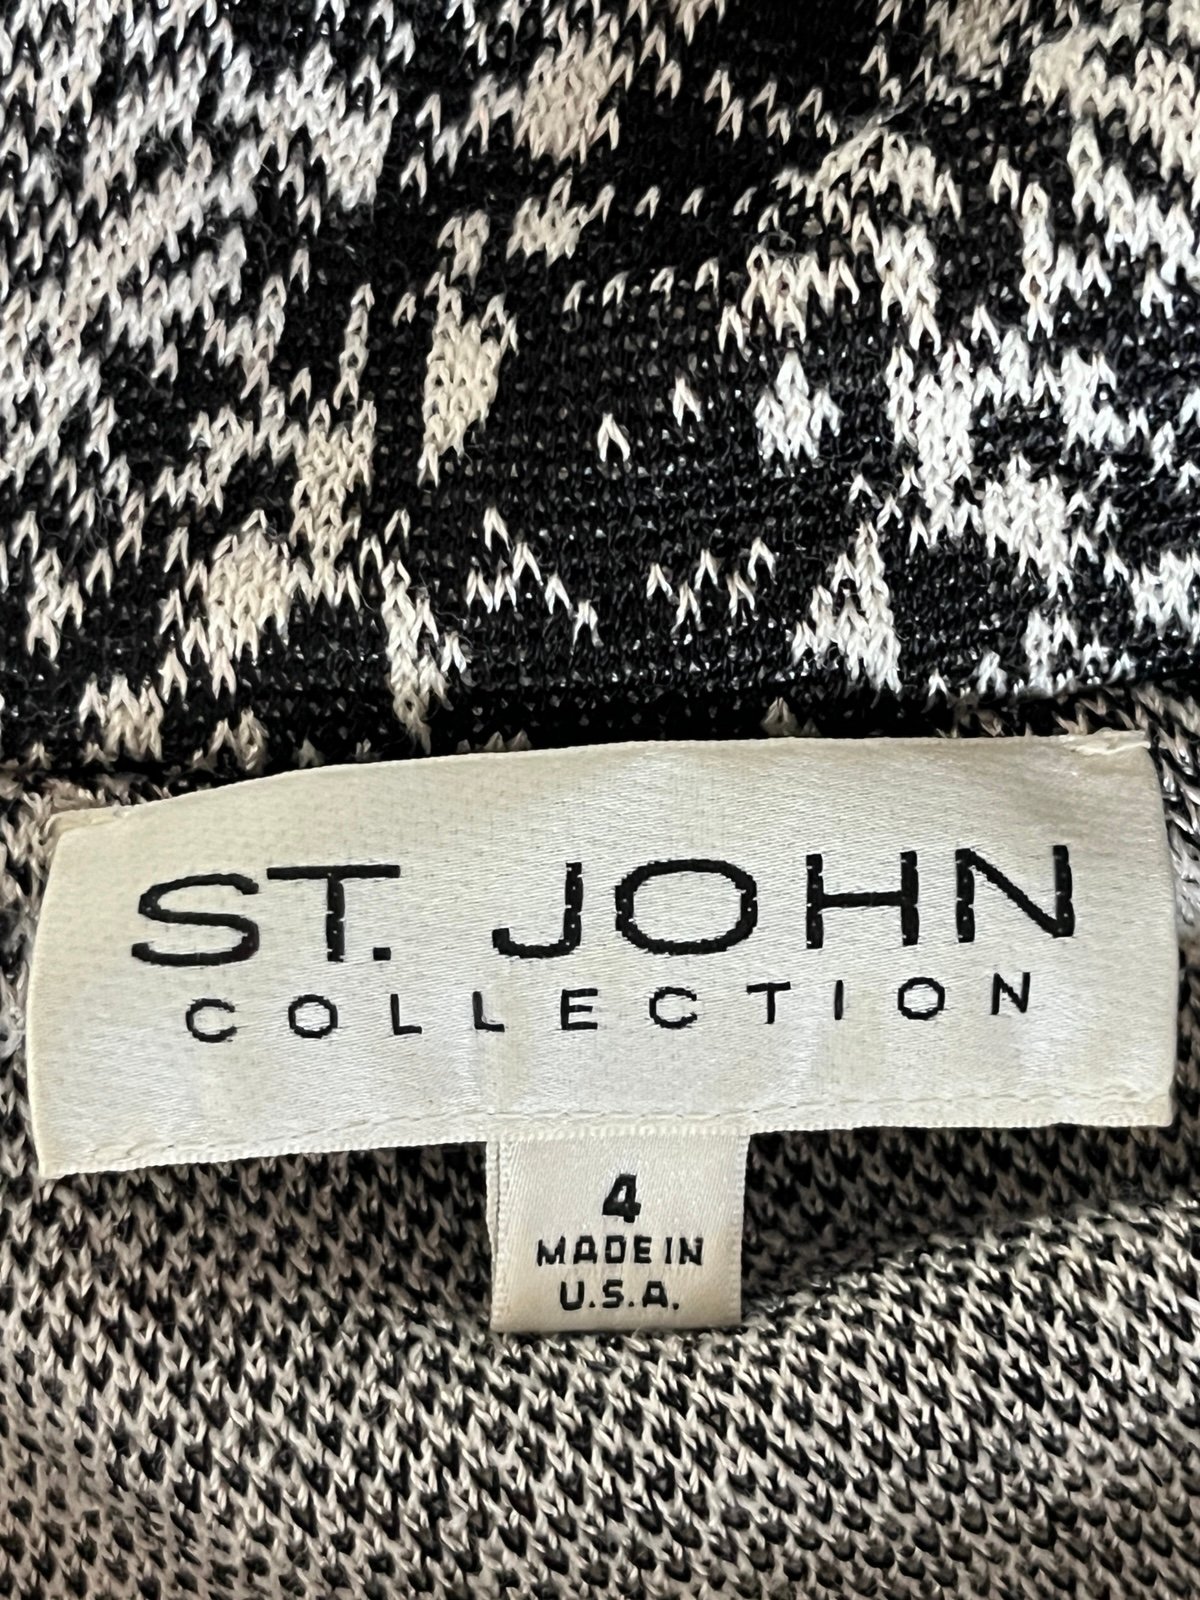 ST. JOHN
COLLECTION
4
MADE IN
U.S.A.